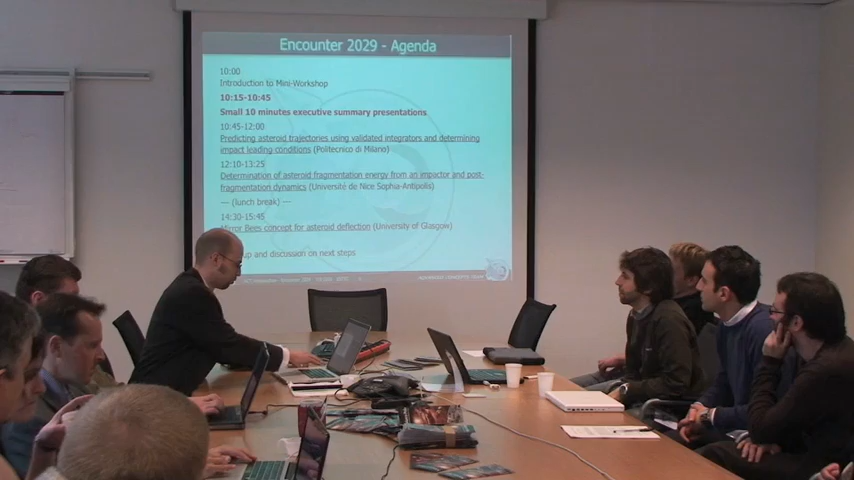 Encounter 2029 - Agenda
10:00
Introduction to Mini-Workshop
10:15-10:45
Small 10 minutes executive summary presentations
10:45-12:00
Predicting asteroid trajectories using validated integrators and determining
impact leading conditions (Politecnico di Milano)
12:10-13:25
Determination of asteroid fragmentation energy from an impactor and post-
fragmentation dynamics (Université de Nice Sophia-Antipolis)
— (lunch break) —
14:30-15:45
Mirror Bees concept for asteroid deflection (University of Glasgow)
up and discussion on next steps
ADVANCED CONCEPTS TEAM